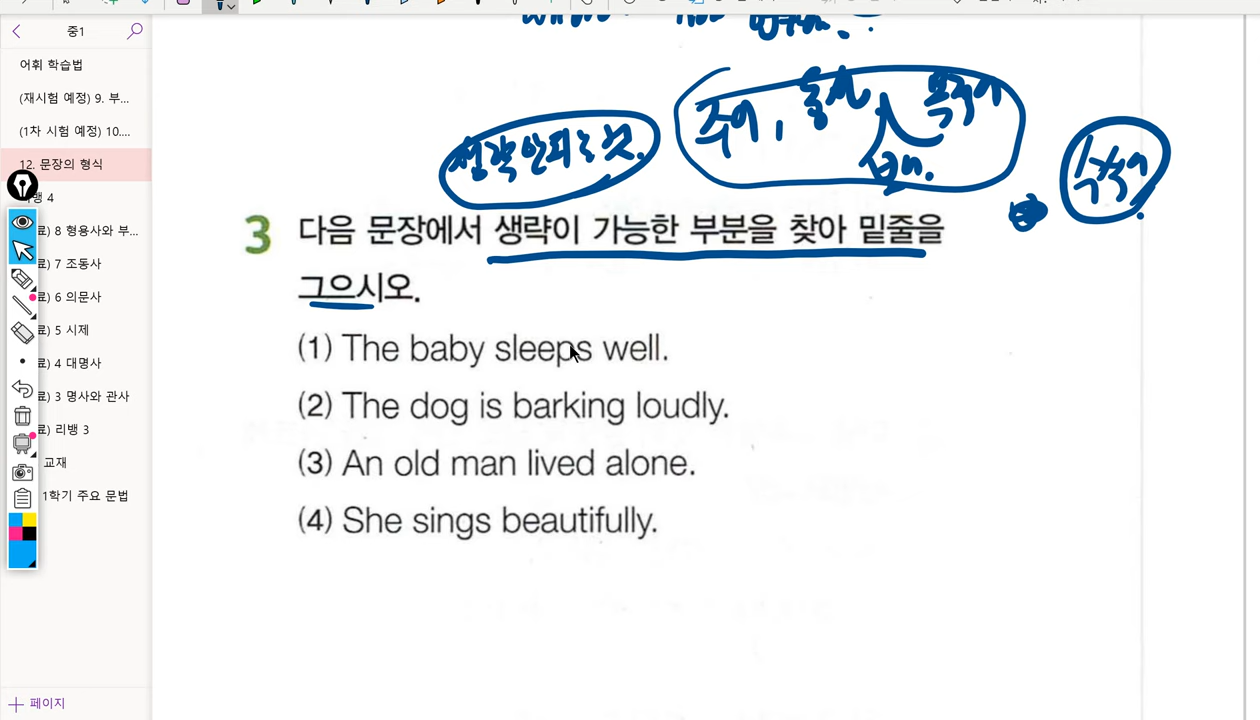 중1
어휘 학습법
(재시험 예정) 9. 부...
(1차 시험 예정) 10....
12. 문장의 형식
뱅 4
료) 8 형용사와 부...
료) 7 조동사
료) 6 의문사
료) 5 시제
료) 4 대명사
료) 3 명사와 관사
료) 리뱅 3
교재
1학기 주요 문법
페이지
생략 안되는 것.
주어, 동사
목적어
보어.
수식어
3 다음 문장에서 생략이 가능한 부분을 찾아 밑줄을
그으시오.
(1) The baby sleeps well.
(2) The dog is barking loudly.
(3) An old man lived alone.
(4) She sings beautifully.